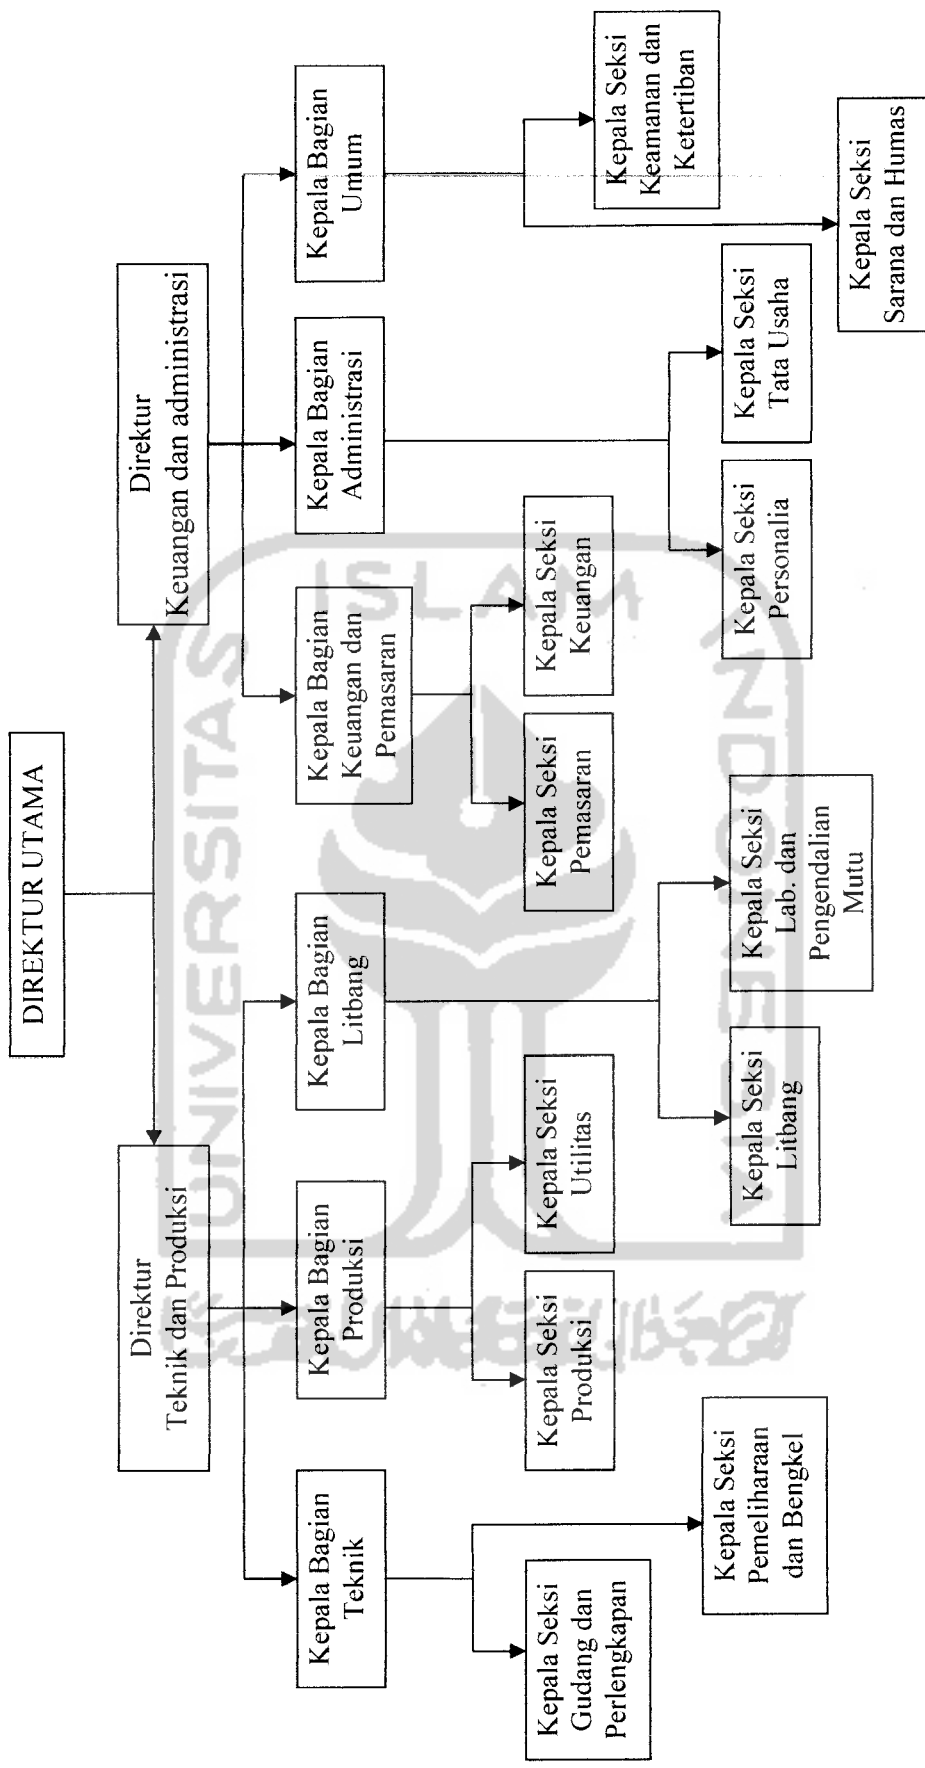 DIREKTUR UTAMA
Direktur
Teknik dan Produksi
Direktur
Keuangan dan administrasi
Kepala Bagian
Teknik
Kepala Bagian
Produksi
Kepala Bagian
Litbang
Kepala Bagian
Keuangan dan
Pemasaran
Kepala Bagian
Administrasi
Kepala Bagian
Umum
Kepala Seksi
Gudang dan
Perlengkapan
Kepala Seksi
Pemeliharaan
dan Bengkel
Kepala Seksi
Produksi
Kepala Seksi
Utilitas
Kepala Seksi
Litbang
Kepala Seksi
Lab. dan
Pengendalian
Mutu
Kepala Seksi
Pemasaran
Kepala Seksi
Keuangan
Kepala Seksi
Personalia
Kepala Seksi
Tata Usaha
Kepala Seksi
Keamanan dan
Ketertiban
Kepala Seksi
Sarana dan Humas
UNIVERSITAS
ISLAM
INDONESIA